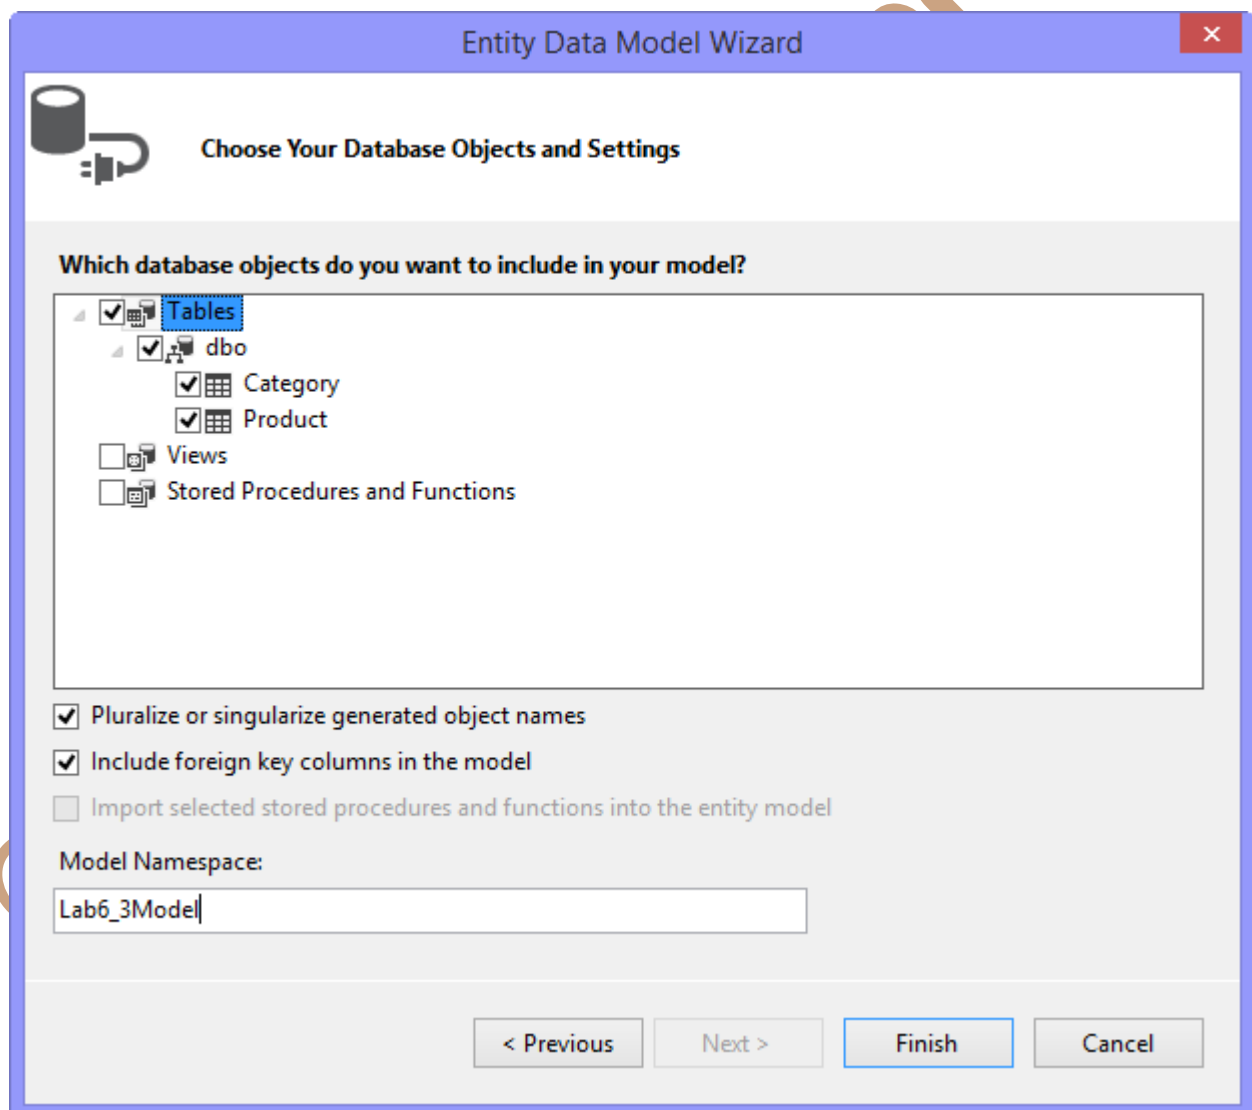 Entity Data Model Wizard
Choose Your Database Objects and Settings
Which database objects do you want to include in your model?
Tables
dbo
Category
Product
Views
Stored Procedures and Functions
Pluralize or singularize generated object names
Include foreign key columns in the model
Import selected stored procedures and functions into the entity model
Model Namespace:
Lab6_3Model
< Previous Next > Finish Cancel